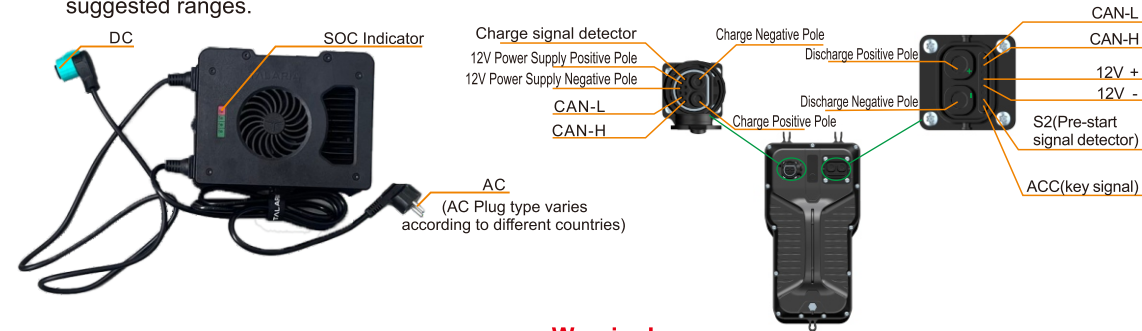 suggested ranges.
DC
SOC Indicator
AC
(AC Plug type varies
according to different countries)
Charge signal detector
12V Power Supply Positive Pole
12V Power Supply Negative Pole
CAN-L
CAN-H
Charge Negative Pole
Charge Positive Pole
Discharge Positive Pole
Discharge Negative Pole
CAN-L
CAN-H
12V +
12V -
S2(Pre-start
signal detector)
ACC(key signal)